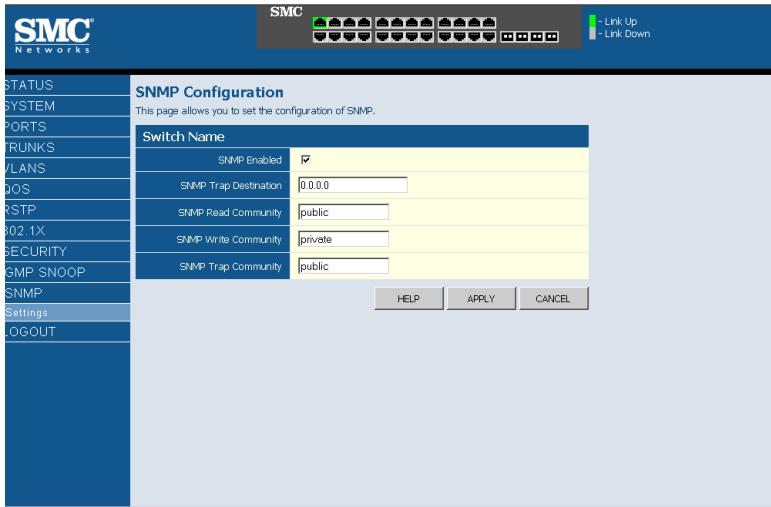 SMC
SMC®
Networks
- Link Up
- Link Down
STATUS
SYSTEM
PORTS
TRUNKS
VLANS
QOS
RSTP
802.1X
SECURITY
GMP SNOOP
SNMP
Settings
LOGOUT
SNMP Configuration
This page allows you to set the configuration of SNMP.
Switch Name
SNMP Enabled
SNMP Trap Destination 0.0.0.0
SNMP Read Community public
SNMP Write Community private
SNMP Trap Community public
HELP APPLY CANCEL